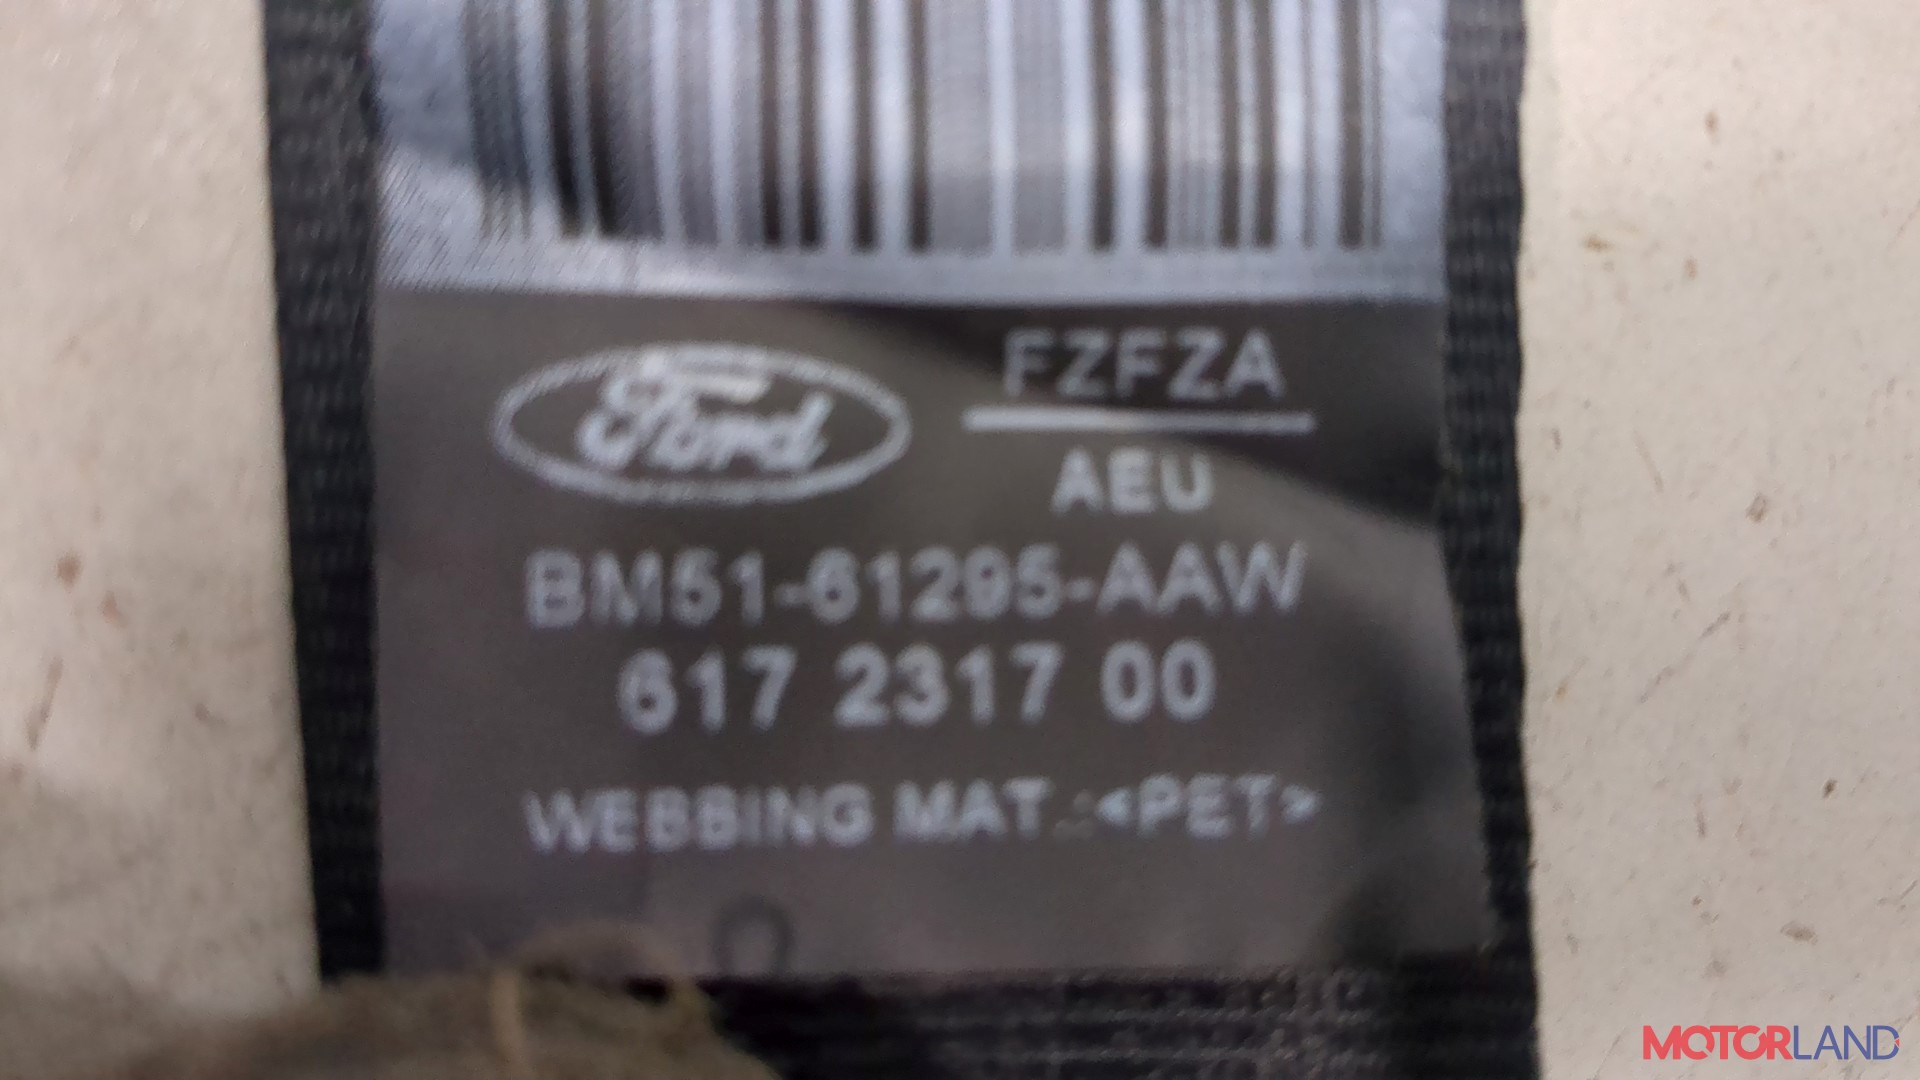 Ford
FZFZA
AEU
BM51-61295-AAW
617 2317 00
WEBBING MAT.:<PET>
MOTORLAND